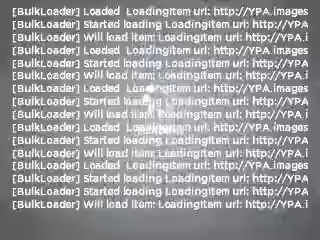 [BulkLoader] Loaded LoadingItem url: http://YPA.images
[BulkLoader] Started loading LoadingItem url: http://YPA
[BulkLoader] Will load item: LoadingItem url: http://YPA.i
[BulkLoader] Loaded LoadingItem url: http://YPA.images
[BulkLoader] Started loading LoadingItem url: http://YPA
[BulkLoader] Will load item: LoadingItem url: http://YPA.i
[BulkLoader] Loaded LoadingItem url: http://YPA.images
[BulkLoader] Started loading LoadingItem url: http://YPA
[BulkLoader] Will load item: LoadingItem url: http://YPA.i
[BulkLoader] Loaded LoadingItem url: http://YPA.images
[BulkLoader] Started loading LoadingItem url: http://YPA
[BulkLoader] Will load item: LoadingItem url: http://YPA.i
[BulkLoader] Loaded LoadingItem url: http://YPA.images
[BulkLoader] Started loading LoadingItem url: http://YPA
[BulkLoader] Will load item: LoadingItem url: http://YPA.i